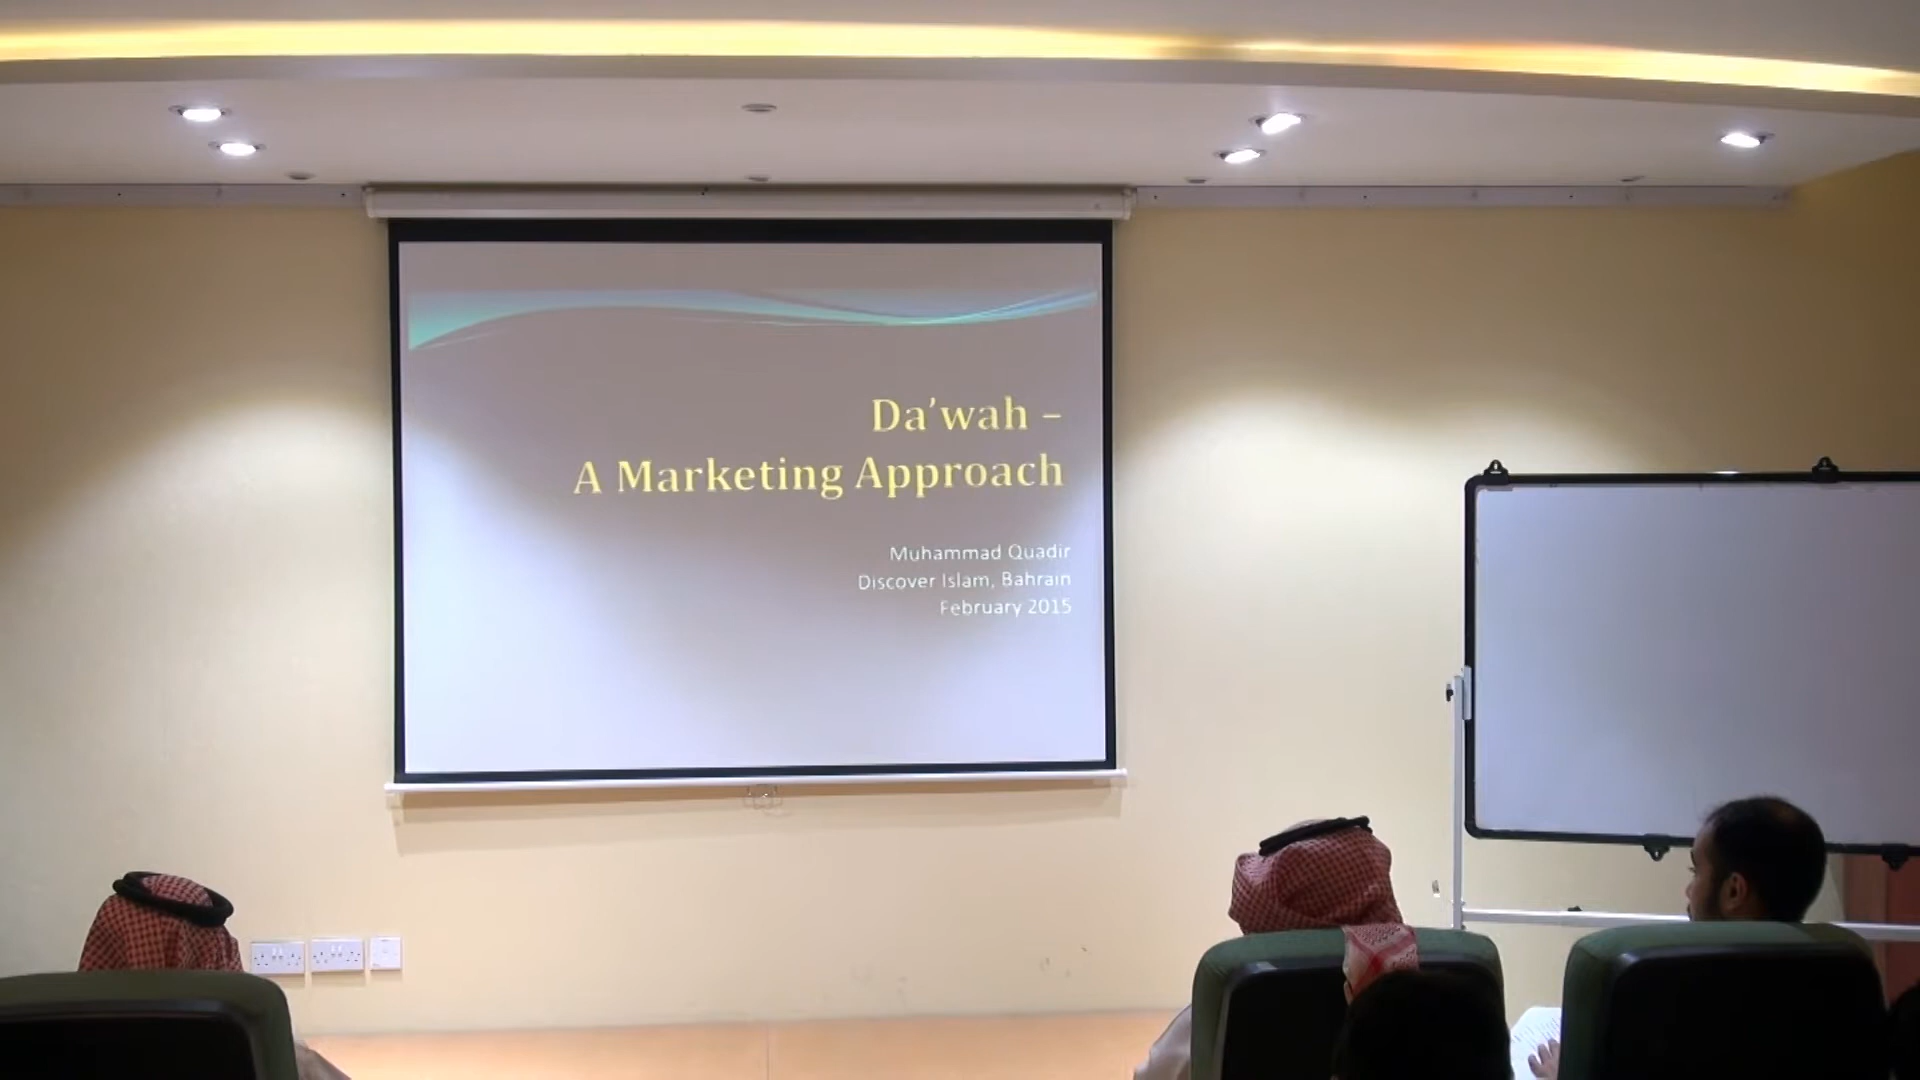 Da’wah –
A Marketing Approach
Muhammad Quadir
Discover Islam, Bahrain
February 2015